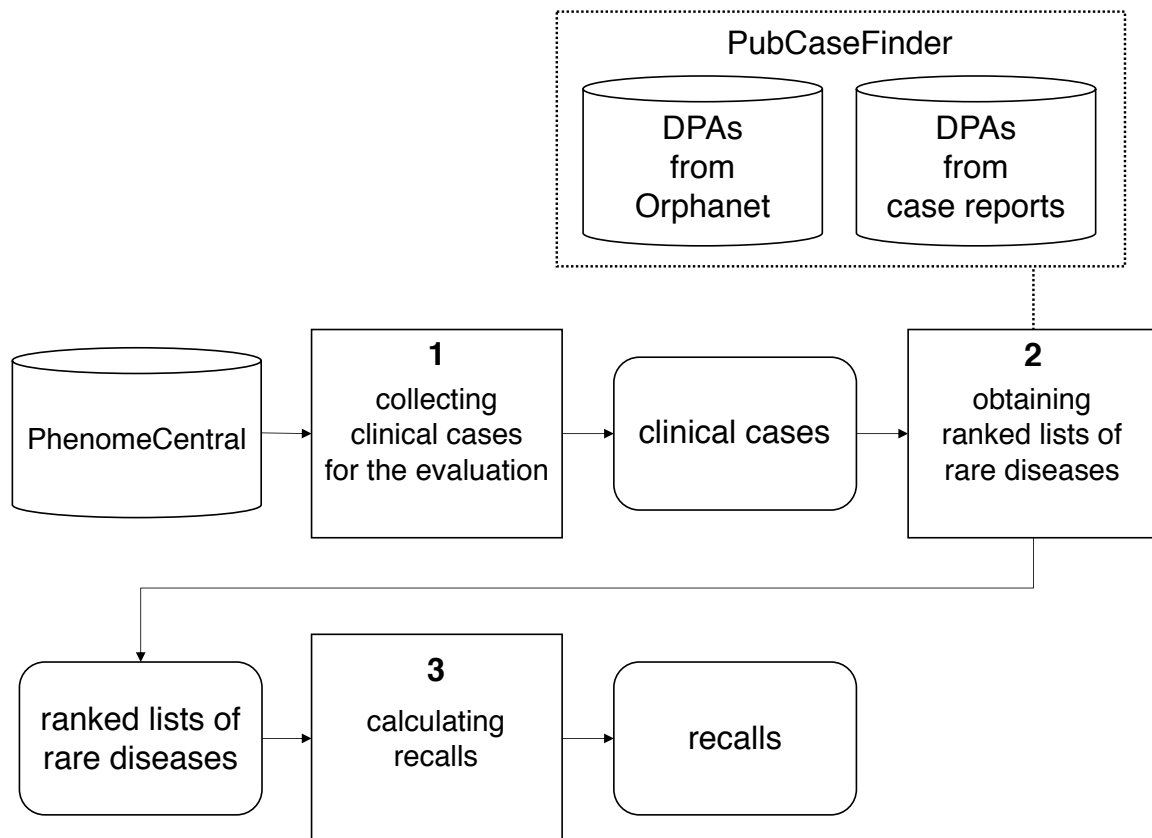 PubCaseFinder
DPAs
from
Orphanet
DPAs
from
case reports
PhenomeCentral
1
collecting
clinical cases
for the evaluation
clinical cases
2
obtaining
ranked lists of
rare diseases
ranked lists of
rare diseases
3
calculating
recalls
recalls